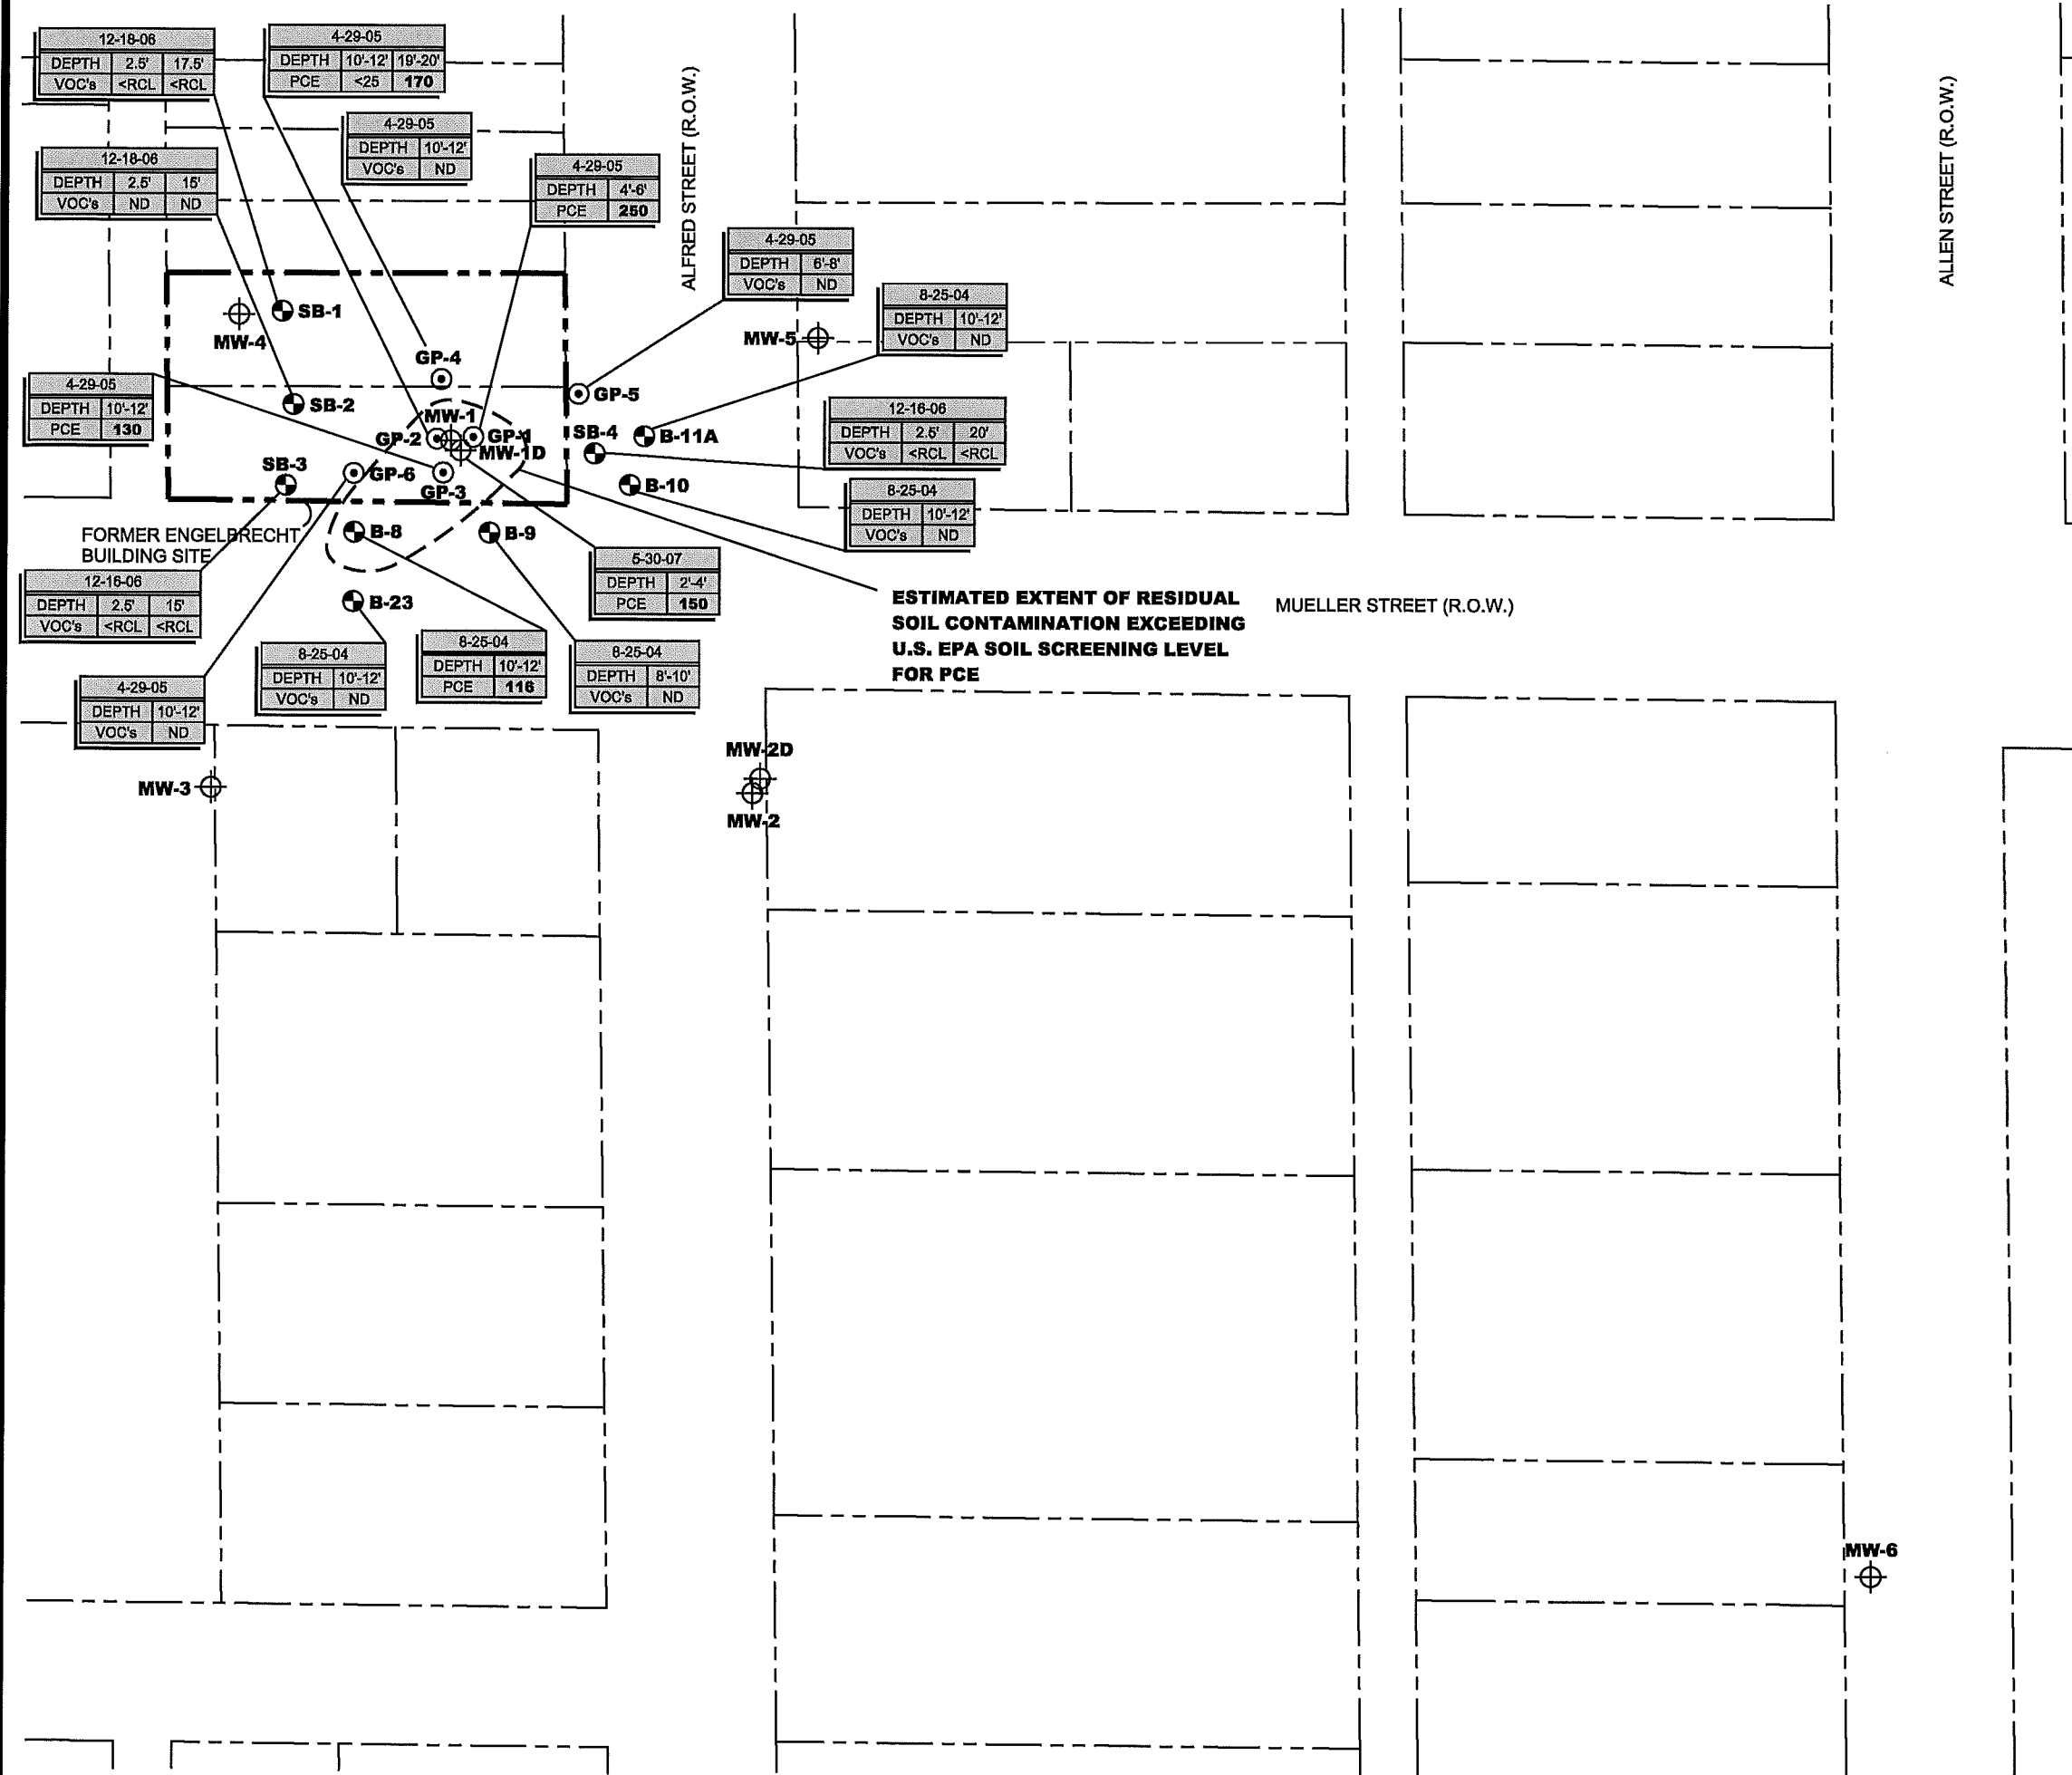 12-18-06
DEPTH 2.5' 17.5'
VOC's <RCL <RCL
4-29-05
DEPTH 10'-12' 19'-20'
PCE <25 170
4-29-05
DEPTH 10'-12'
VOC's ND
12-18-06
DEPTH 2.5' 15'
VOC's ND ND
4-29-05
DEPTH 4'-6'
PCE 250
ALFRED STREET (R.O.W.)
ALLEN STREET (R.O.W.)
4-29-05
DEPTH 6'-8'
VOC's ND
8-25-04
DEPTH 10'-12'
VOC's ND
SB-1
MW-4
MW-5
GP-4
4-29-05
DEPTH 10'-12'
PCE 130
SB-2
GP-5
MW-1
GP-2
GP-1
MW-1D
SB-4
B-11A
12-16-06
DEPTH 2.5' 20'
VOC's <RCL <RCL
SB-3
GP-6
GP-3
B-10
8-25-04
DEPTH 10'-12'
VOC's ND
FORMER ENGELBRECHT
BUILDING SITE
B-8
B-9
5-30-07
DEPTH 2'-4'
PCE 150
12-16-06
DEPTH 2.5' 15'
VOC's <RCL <RCL
B-23
ESTIMATED EXTENT OF RESIDUAL
SOIL CONTAMINATION EXCEEDING
U.S. EPA SOIL SCREENING LEVEL
FOR PCE
MUELLER STREET (R.O.W.)
8-25-04
DEPTH 10'-12'
VOC's ND
8-25-04
DEPTH 10'-12'
PCE 116
8-25-04
DEPTH 8'-10'
VOC's ND
4-29-05
DEPTH 10'-12'
VOC's ND
MW-3
MW-2D
MW-2
MW-6